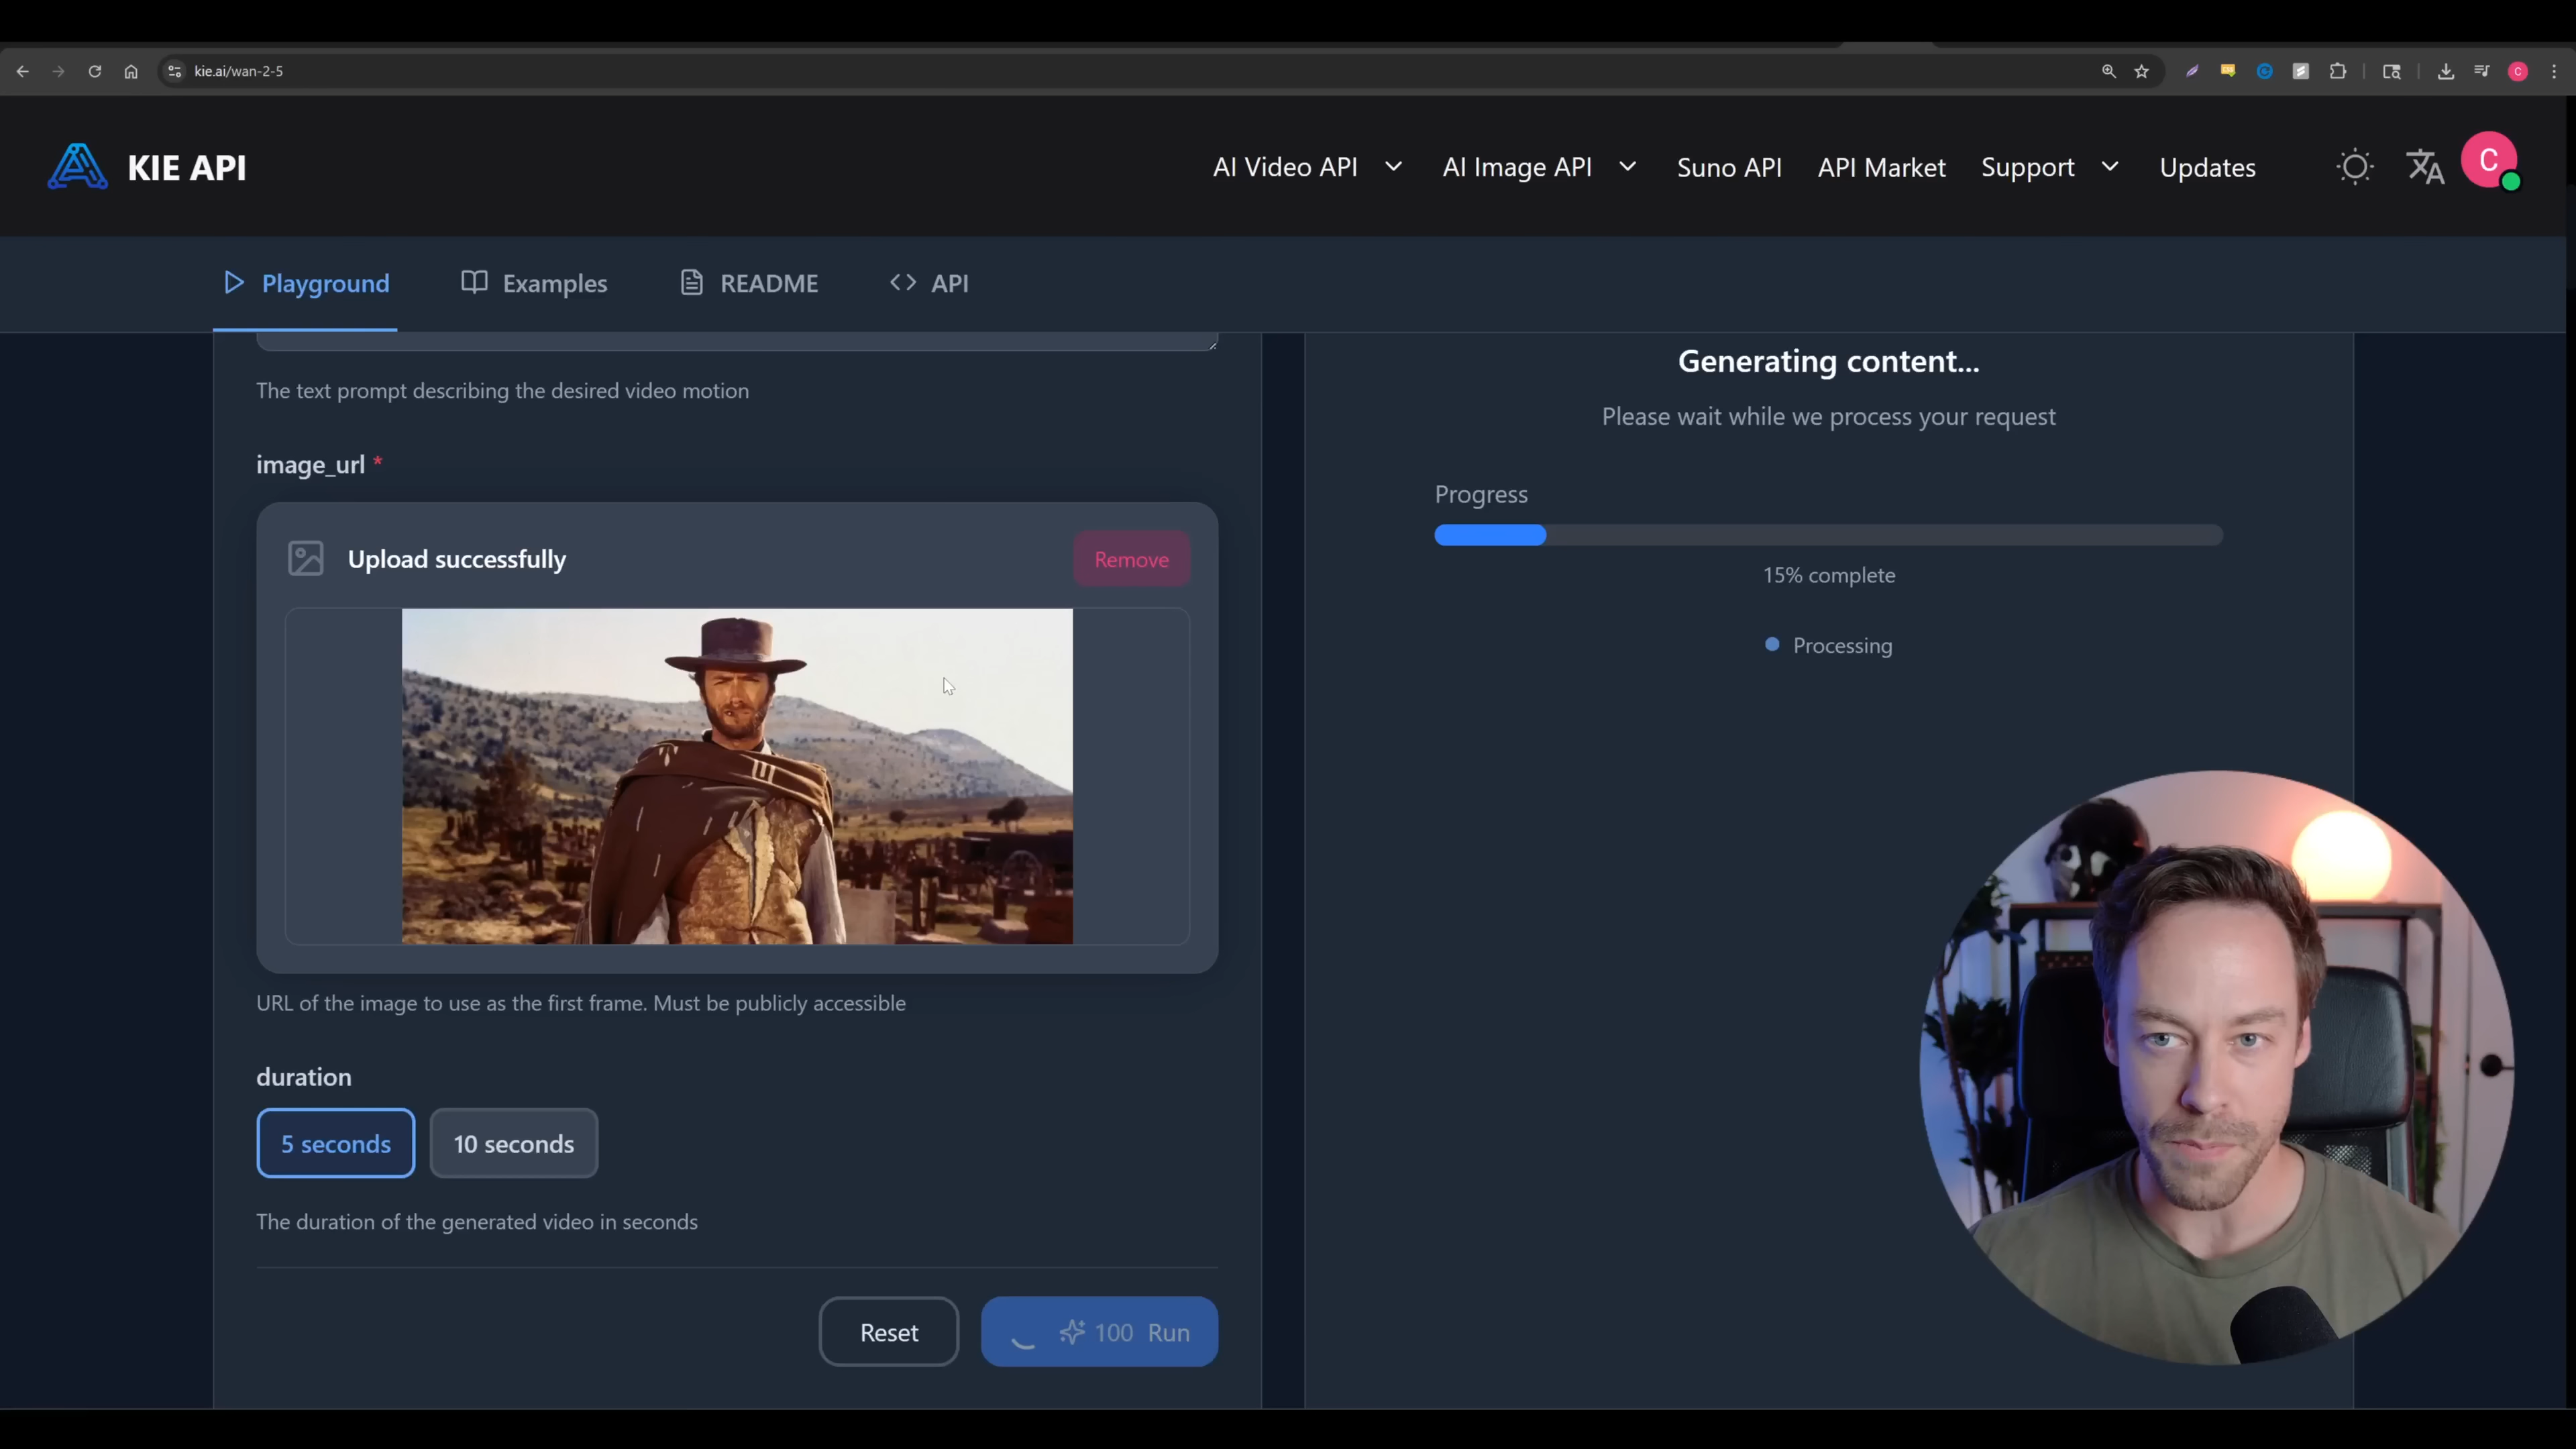 kie.ai/wan-2-5
C
KIE API
AI Video API
AI Image API
Suno API
API Market
Support
Updates
C
Playground
Examples
README
API
The text prompt describing the desired video motion
image_url *
Upload successfully
Remove
URL of the image to use as the first frame. Must be publicly accessible
duration
5 seconds
10 seconds
The duration of the generated video in seconds
Reset
100 Run
Generating content...
Please wait while we process your request
Progress
15% complete
Processing